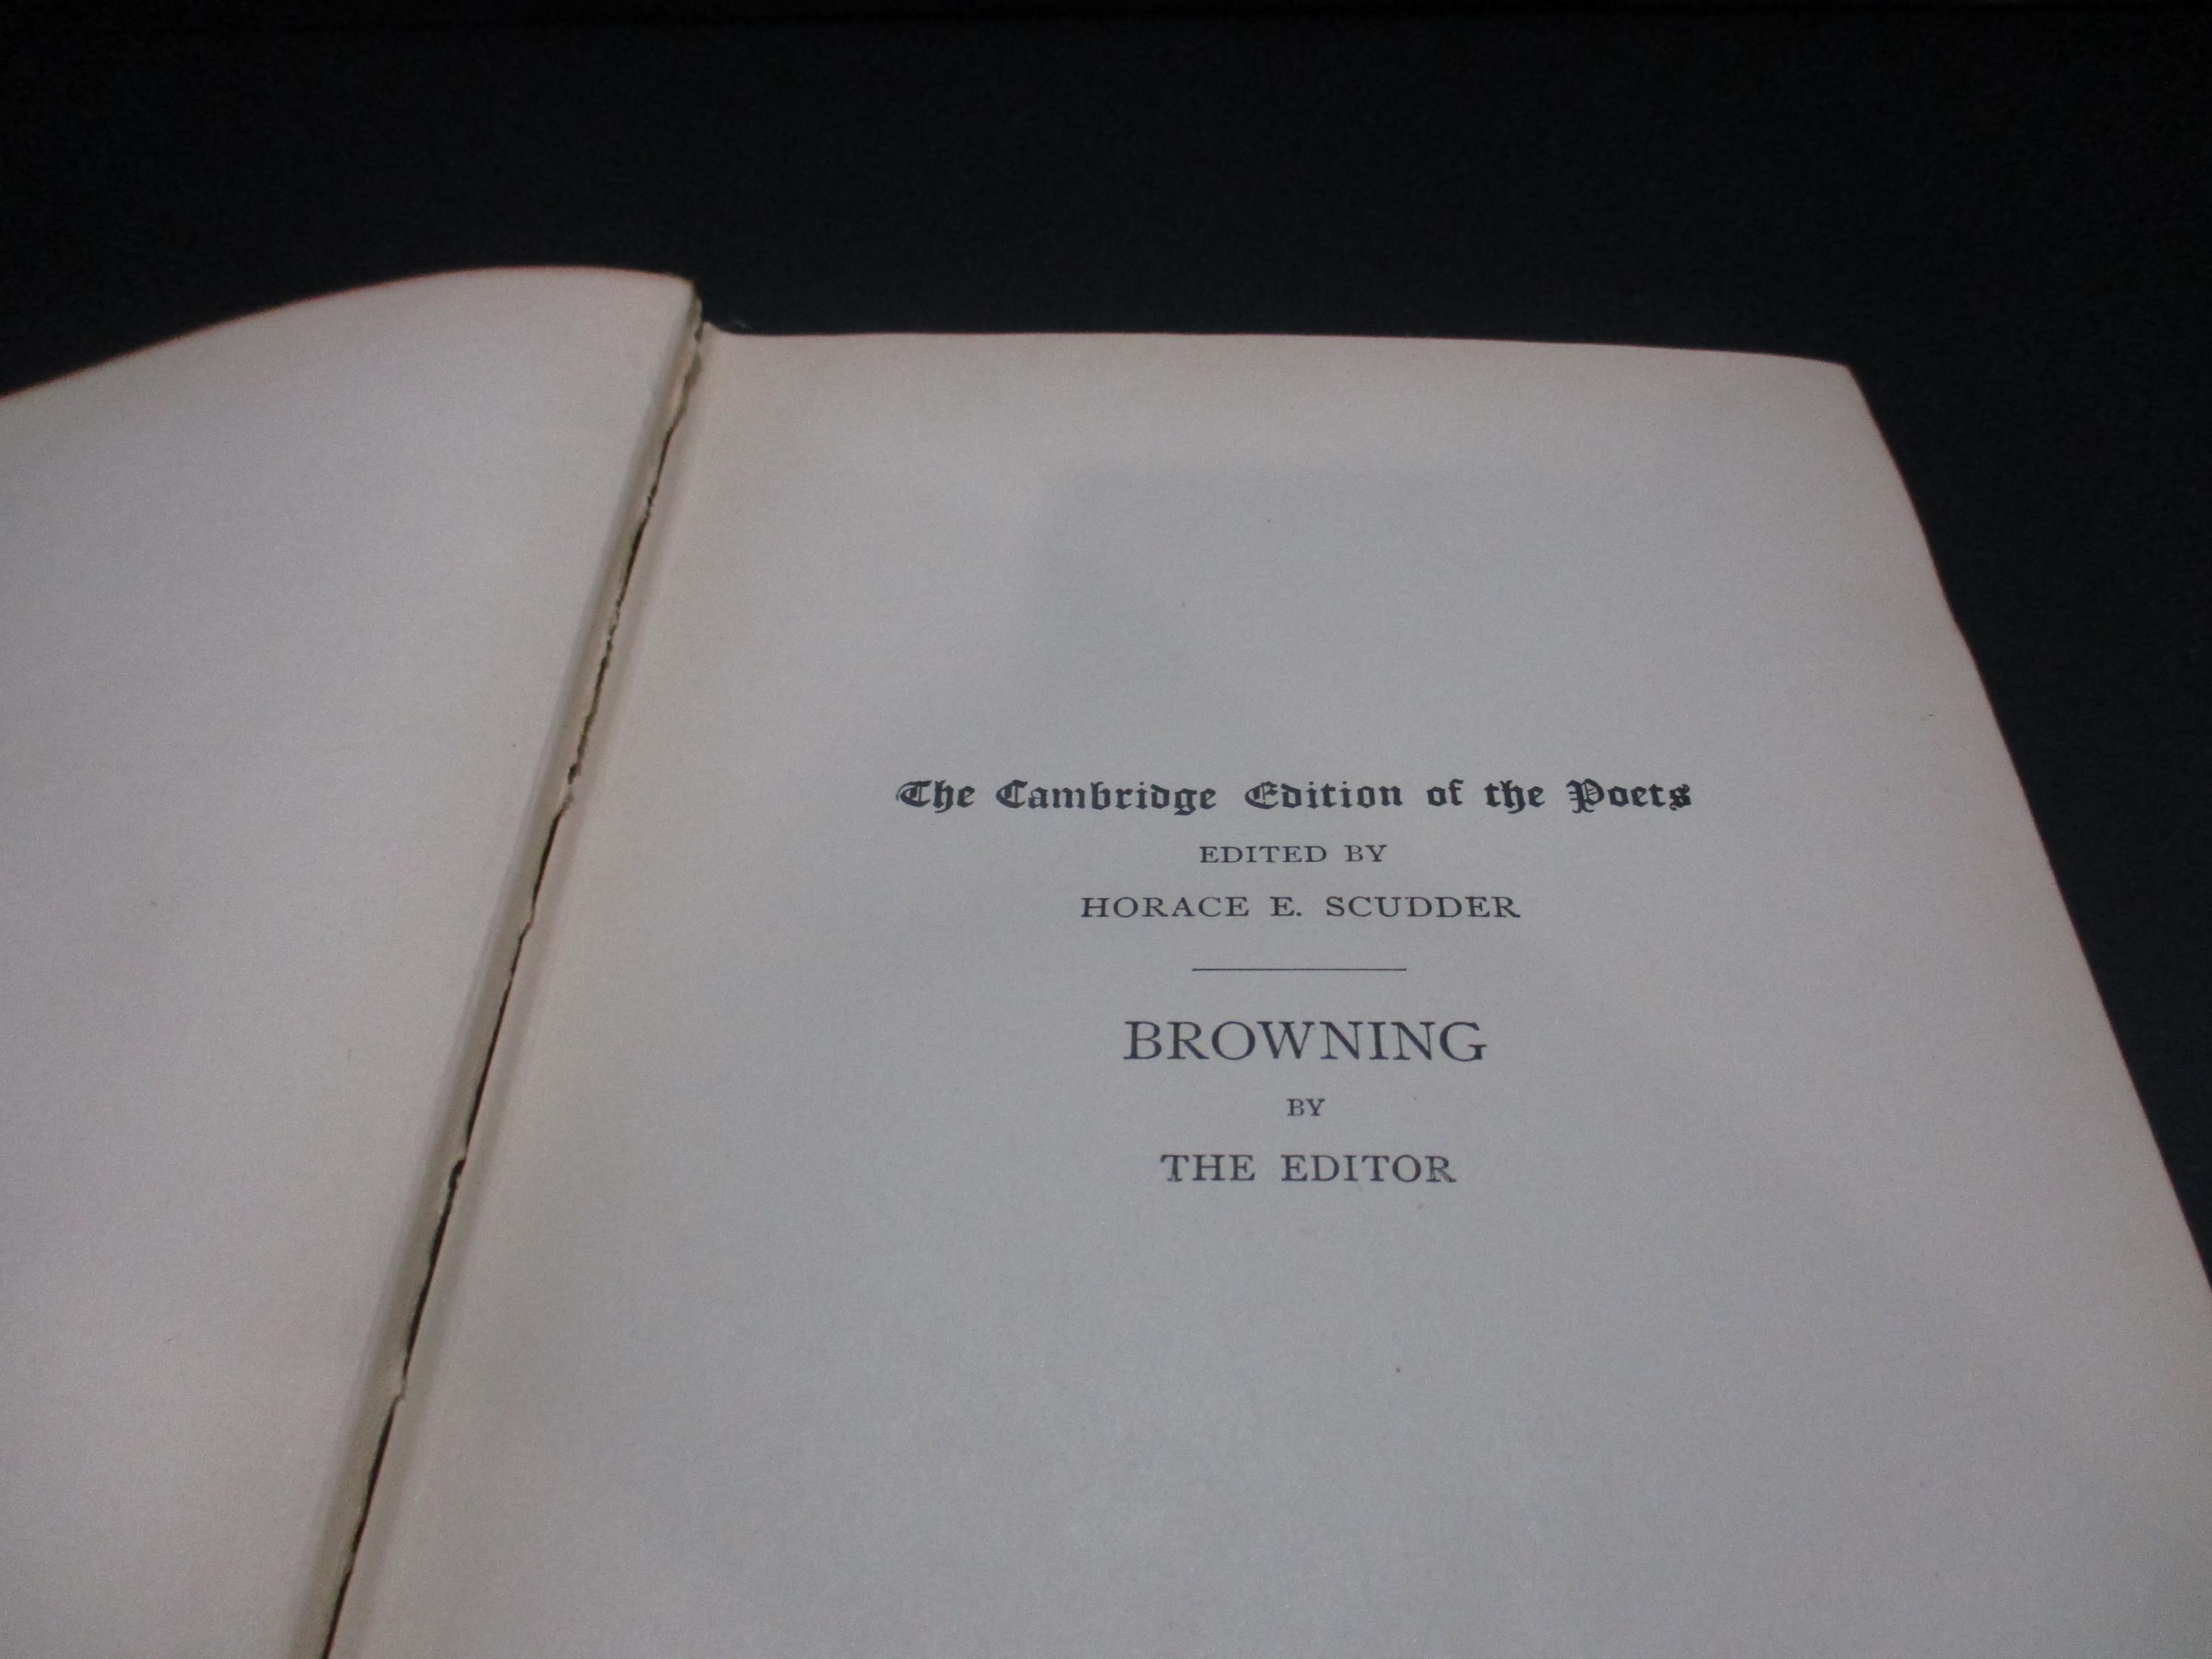 The Cambridge Edition of the Poets
EDITED BY
HORACE E. SCUDDER
BROWNING
BY
THE EDITOR